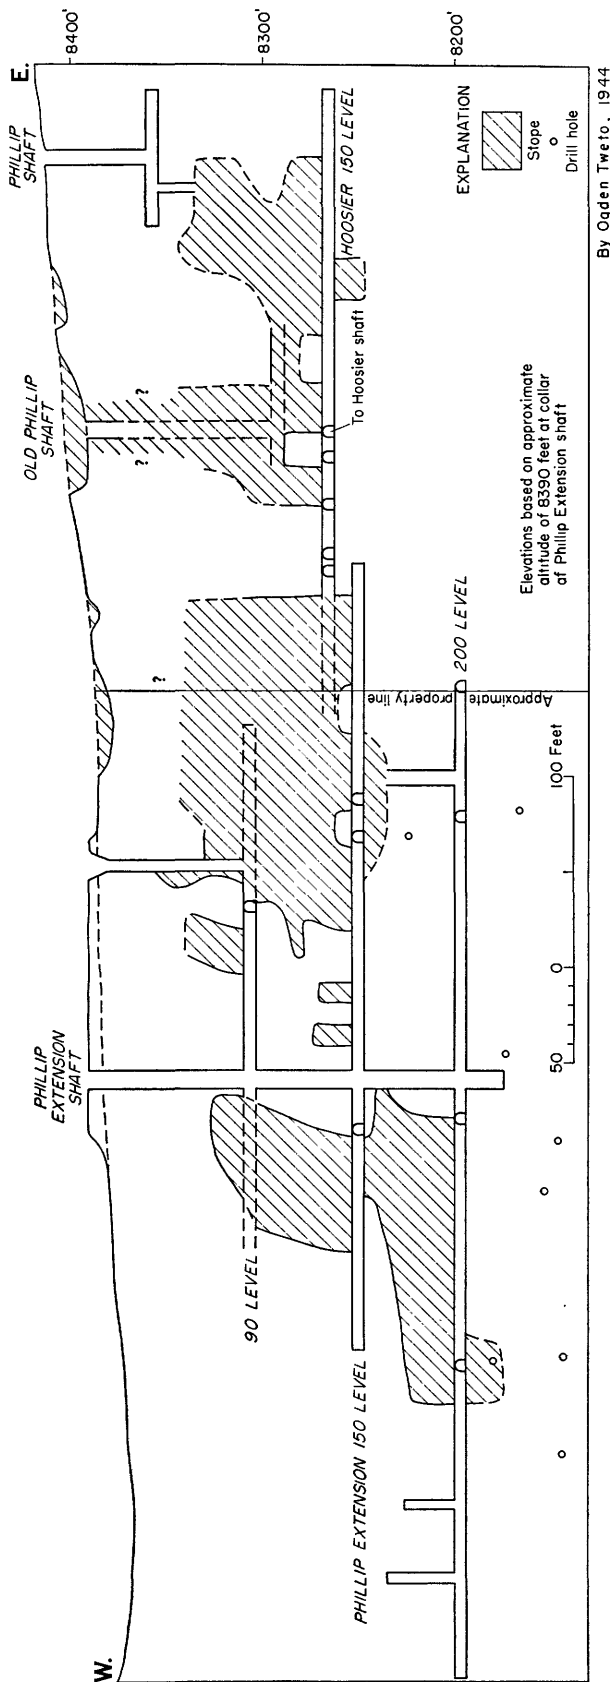 W.
E.
PHILLIP
EXTENSION
SHAFT
OLD PHILLIP
SHAFT
PHILLIP
SHAFT
8400'
8300'
8200'
?
?
?
90 LEVEL
PHILLIP EXTENSION 150 LEVEL
HOOSIER 150 LEVEL
To Hoosier shaft
200 LEVEL
Approximate property line
50
0
100 Feet
Elevations based on approximate
altitude of 8390 feet at collar
of Phillip Extension shaft
EXPLANATION
Stope
Drill hole
By Ogden Tweto, 1944